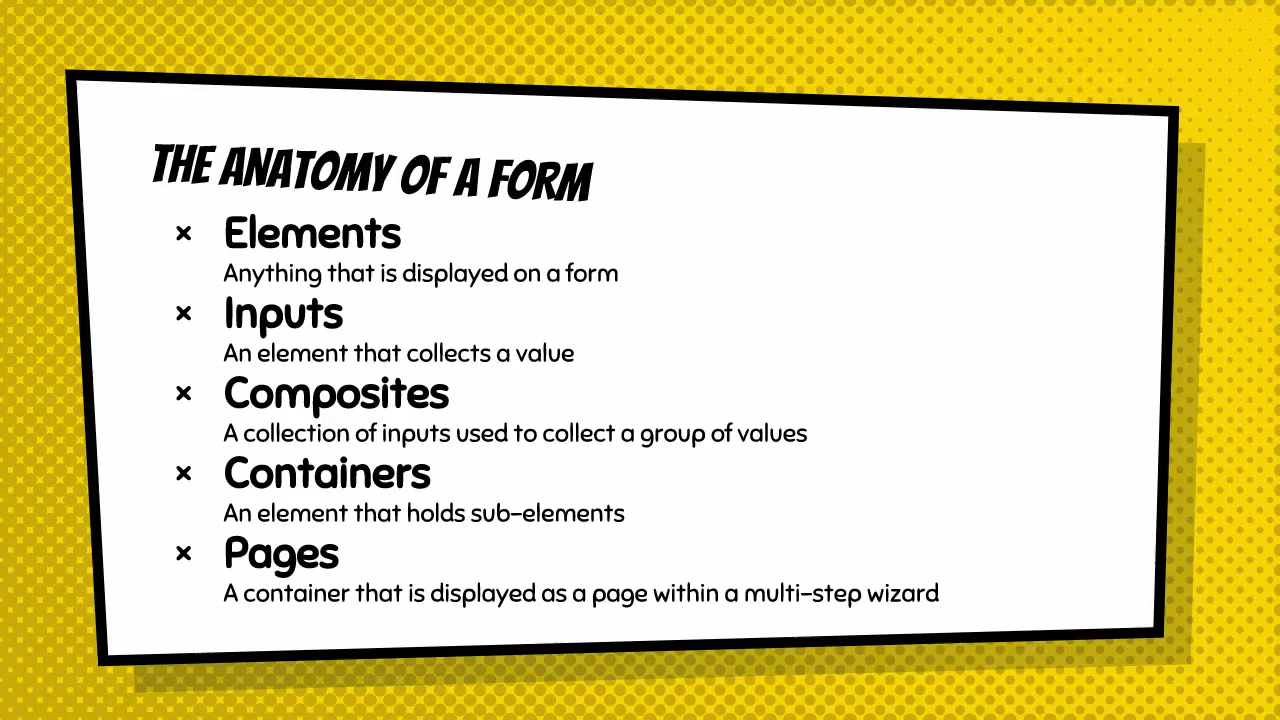 THE ANATOMY OF A FORM
× Elements
Anything that is displayed on a form
× Inputs
An element that collects a value
× Composites
A collection of inputs used to collect a group of values
× Containers
An element that holds sub-elements
× Pages
A container that is displayed as a page within a multi-step wizard